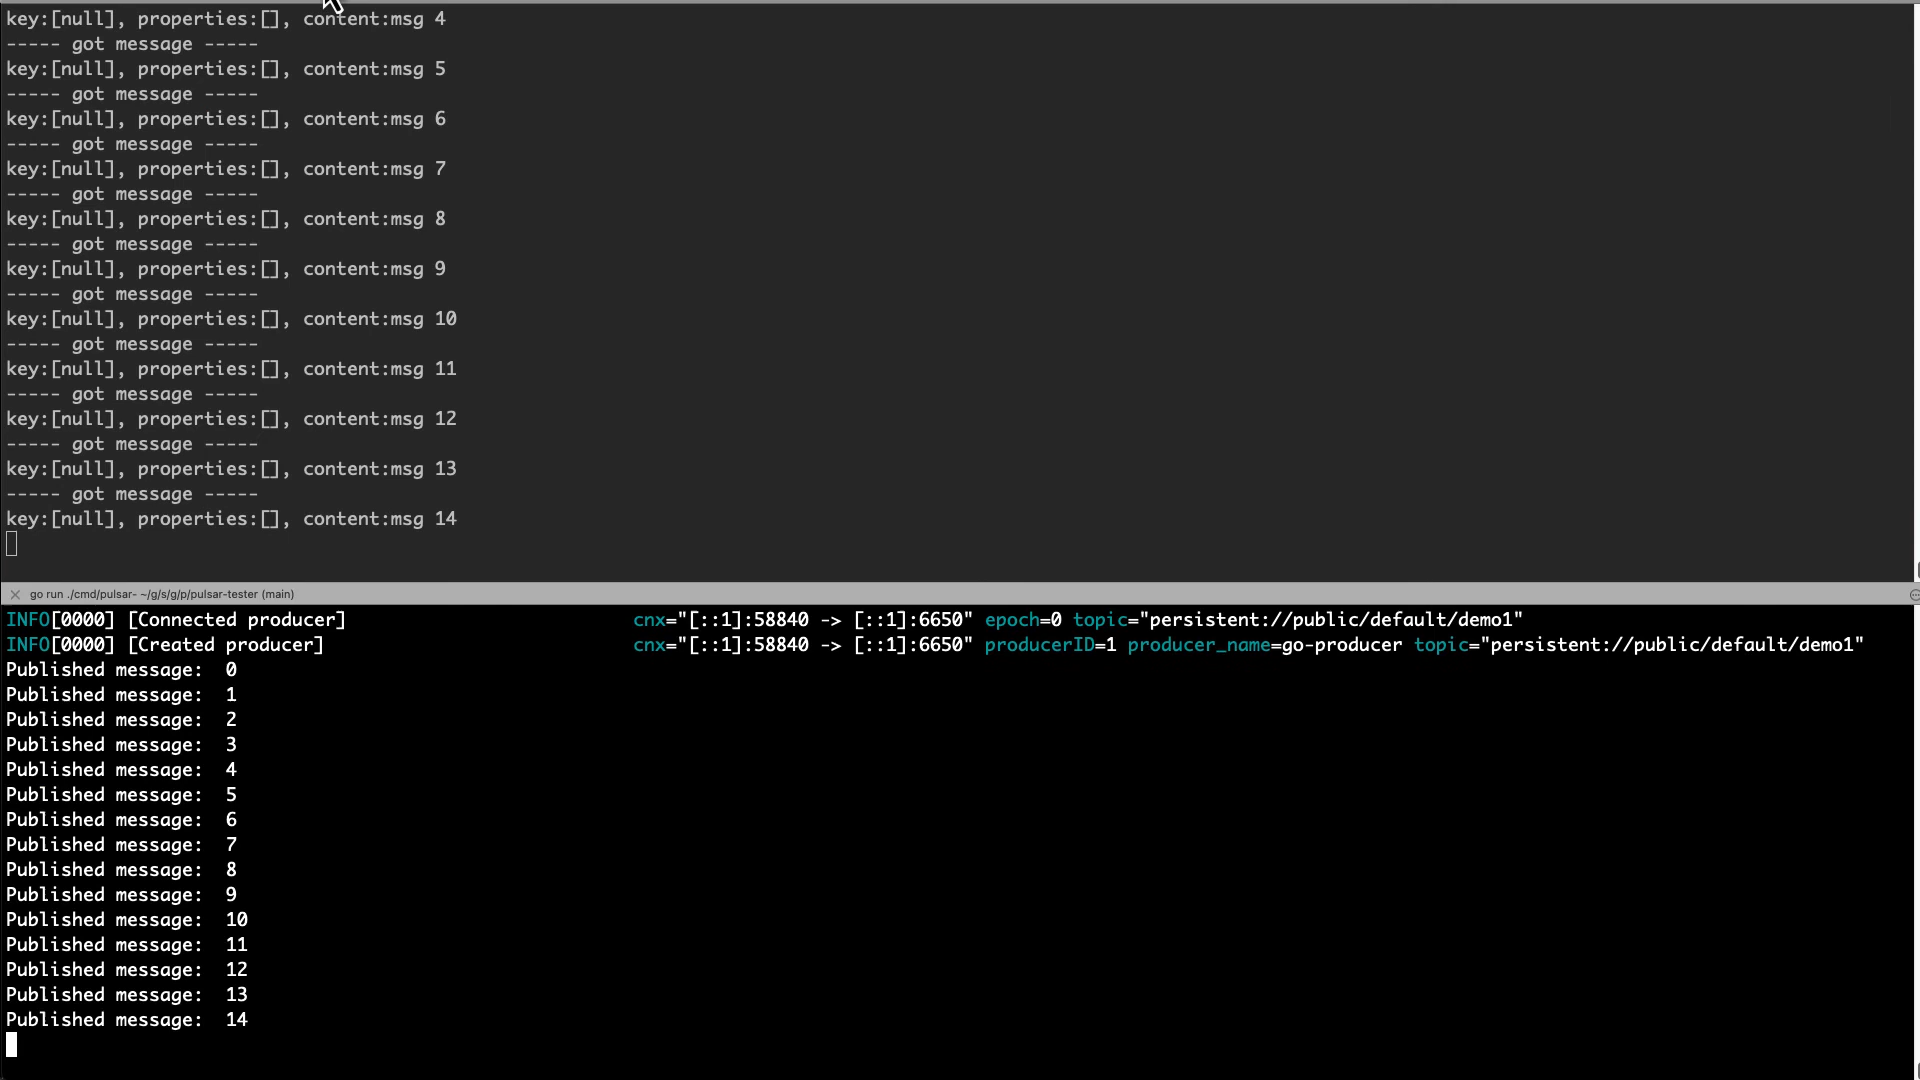 key:[null], properties:[], content:msg 4
----- got message -----
key:[null], properties:[], content:msg 5
----- got message -----
key:[null], properties:[], content:msg 6
----- got message -----
key:[null], properties:[], content:msg 7
----- got message -----
key:[null], properties:[], content:msg 8
----- got message -----
key:[null], properties:[], content:msg 9
----- got message -----
key:[null], properties:[], content:msg 10
----- got message -----
key:[null], properties:[], content:msg 11
----- got message -----
key:[null], properties:[], content:msg 12
----- got message -----
key:[null], properties:[], content:msg 13
----- got message -----
key:[null], properties:[], content:msg 14
go run ./cmd/pulsar- ~/g/s/g/p/pulsar-tester (main)
INFO[0000] [Connected producer] cnx="[::1]:58840 -> [::1]:6650" epoch=0 topic="persistent://public/default/demo1"
INFO[0000] [Created producer] cnx="[::1]:58840 -> [::1]:6650" producerID=1 producer_name=go-producer topic="persistent://public/default/demo1"
Published message:  0
Published message:  1
Published message:  2
Published message:  3
Published message:  4
Published message:  5
Published message:  6
Published message:  7
Published message:  8
Published message:  9
Published message:  10
Published message:  11
Published message:  12
Published message:  13
Published message:  14